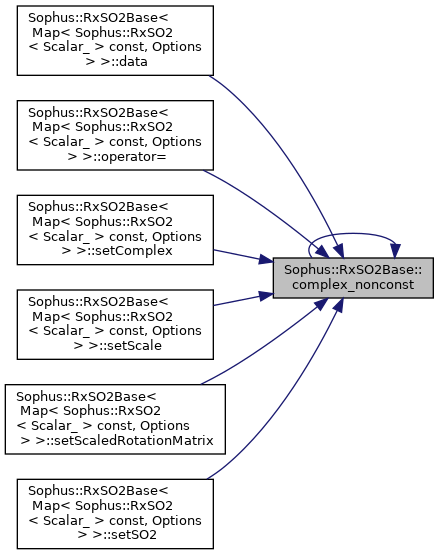 Sophus::RxSO2Base<
Map< Sophus::RxSO2
< Scalar_ > const, Options
> >::data
Sophus::RxSO2Base<
Map< Sophus::RxSO2
< Scalar_ > const, Options
> >::operator=
Sophus::RxSO2Base<
Map< Sophus::RxSO2
< Scalar_ > const, Options
> >::setComplex
Sophus::RxSO2Base::
complex_nonconst
Sophus::RxSO2Base<
Map< Sophus::RxSO2
< Scalar_ > const, Options
> >::setScale
Sophus::RxSO2Base<
Map< Sophus::RxSO2
< Scalar_ > const, Options
> >::setScaledRotationMatrix
Sophus::RxSO2Base<
Map< Sophus::RxSO2
< Scalar_ > const, Options
> >::setSO2